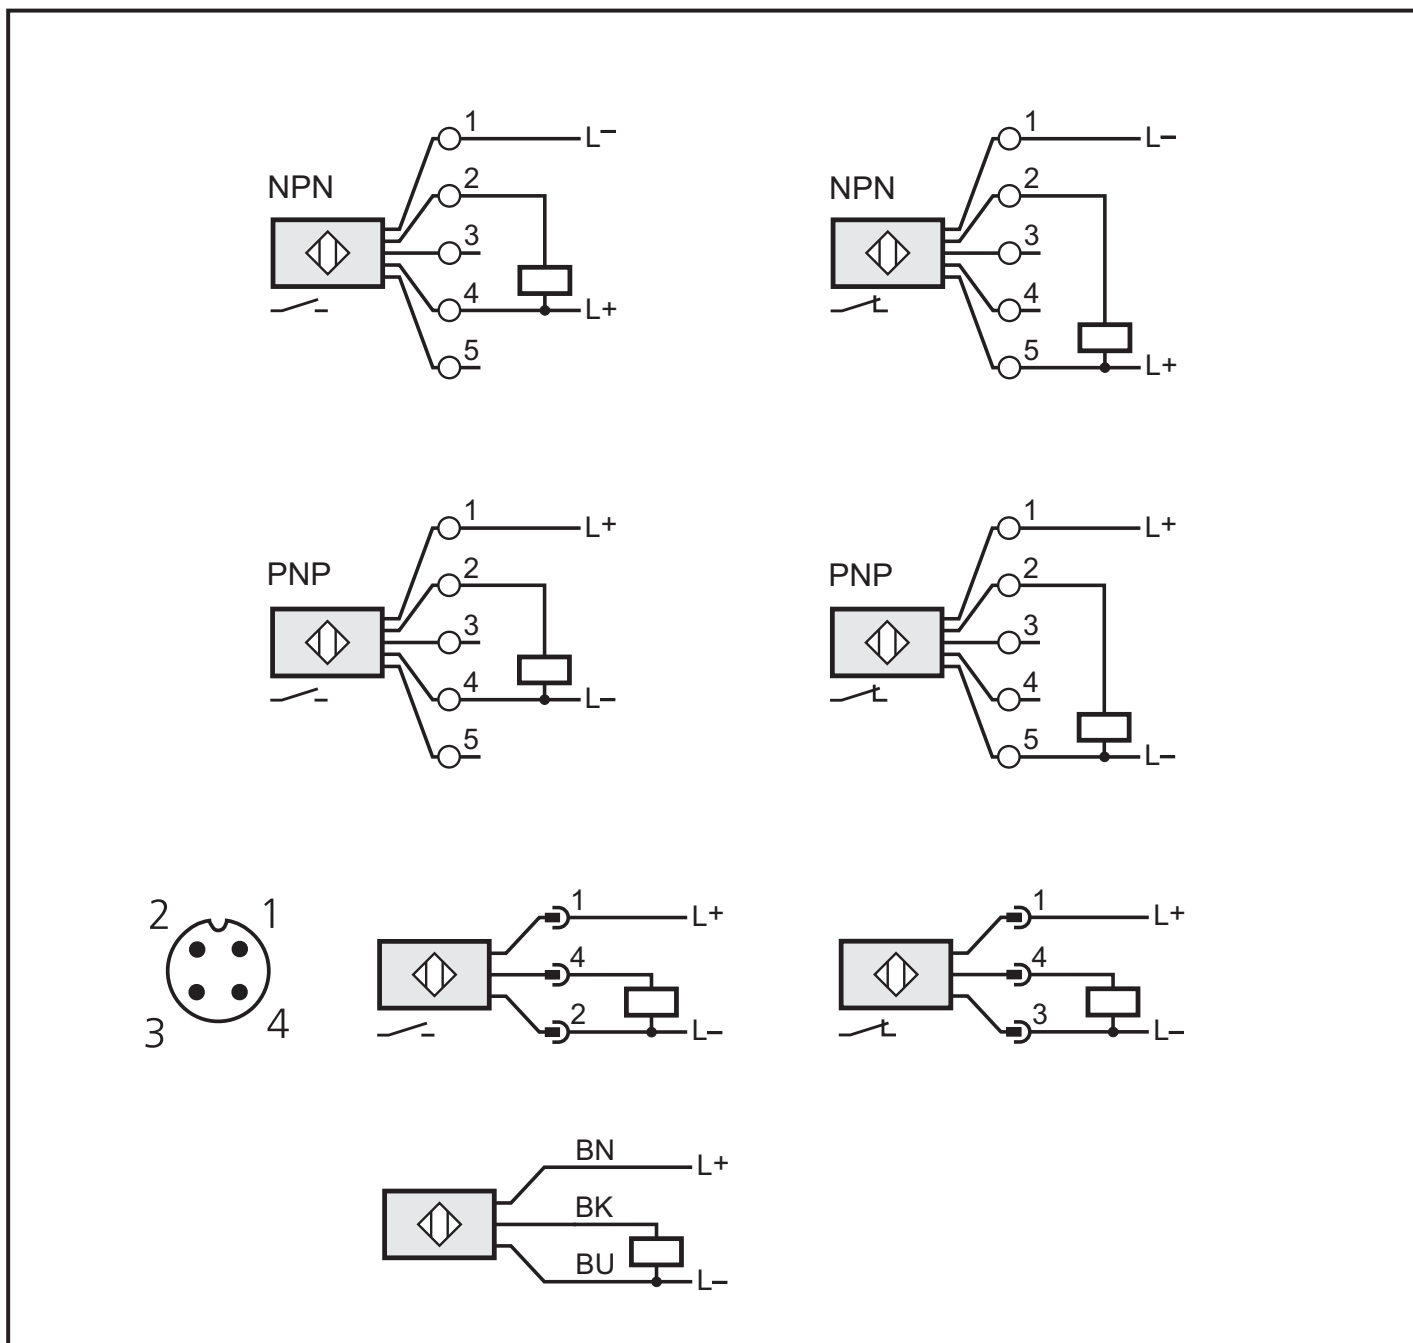 1 L− 1 L−
NPN 2 NPN 2
3 3
4 L+ 4
5 5 L+
1 L+ 1 L+
PNP 2 PNP 2
3 3
4 L− 4
5 5 L−
2 1 1 L+ 1 L+
4 4
3 4 2 L− 3 L−
BN L+
BK
BU L−